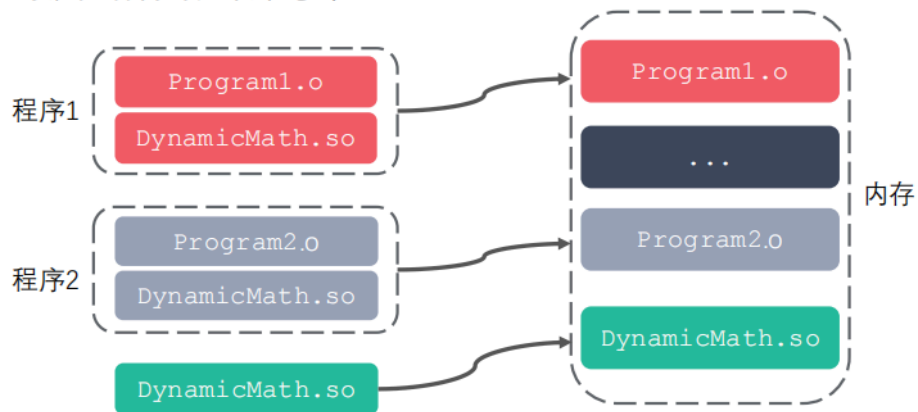 程序1
Program1.o
DynamicMath.so
程序2
Program2.o
DynamicMath.so
DynamicMath.so
Program1.o
...
Program2.o
DynamicMath.so
内存